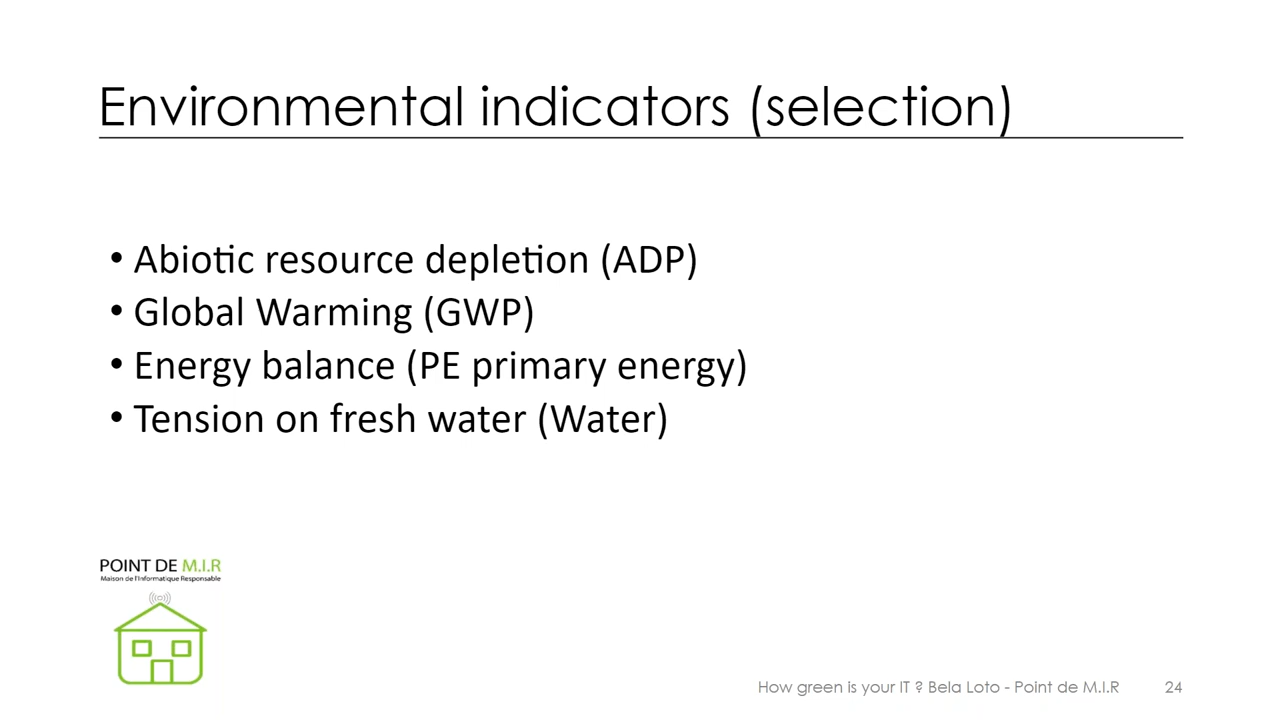 Environmental indicators (selection)
• Abiotic resource depletion (ADP)
• Global Warming (GWP)
• Energy balance (PE primary energy)
• Tension on fresh water (Water)
POINT DE M.I.R
Maison de l'Informatique Responsable
How green is your IT ? Bela Loto - Point de M.I.R 24